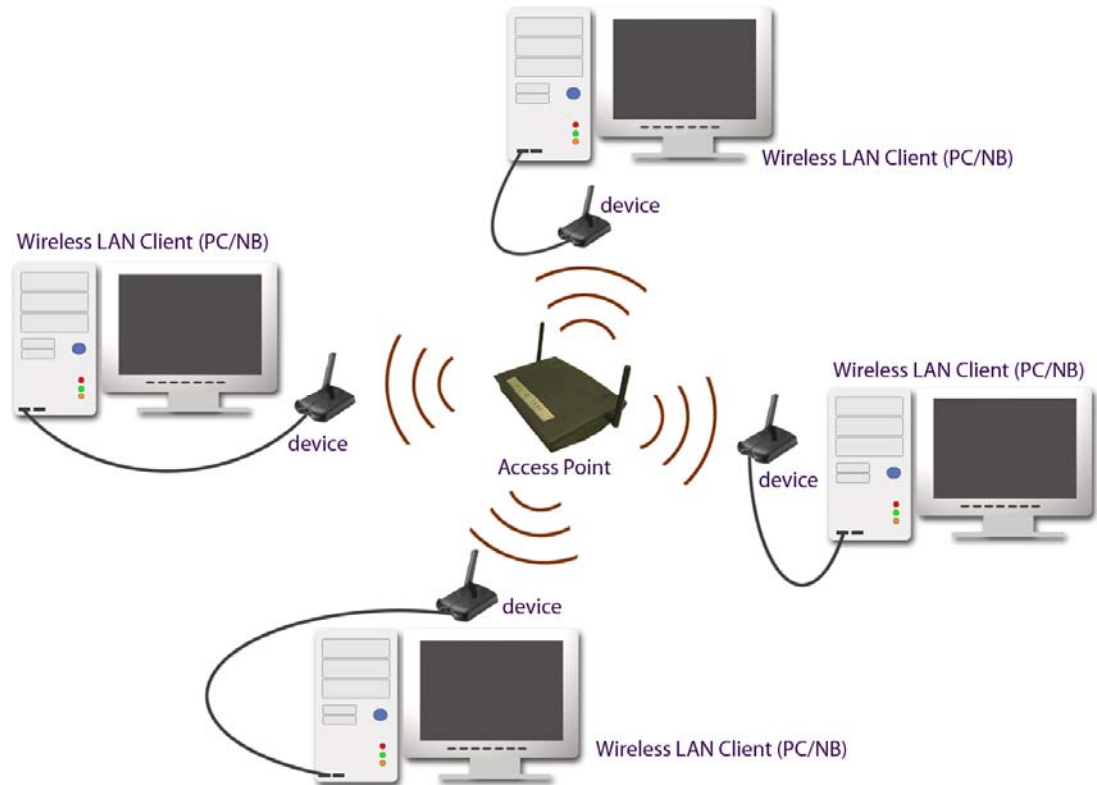 Wireless LAN Client (PC/NB)
device
Wireless LAN Client (PC/NB)
device
Access Point
Wireless LAN Client (PC/NB)
device
device
Wireless LAN Client (PC/NB)